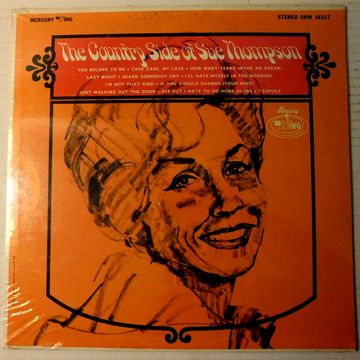 MERCURY WING
STEREO SRW 16317
The Country Side of Sue Thompson
YOU BELONG TO ME • TAKE CARE, MY LOVE • HOW MANY TEARS (MAKE AN OCEAN)
LAST NIGHT I HEARD SOMEBODY CRY • I'LL HATE MYSELF IN THE MORNING
I'M NOT THAT KIND • IF YOU SHOULD CHANGE (YOUR MIND)
JUST WALKING OUT THE DOOR • GEE BUT I HATE TO GO HOME ALONE • TADPOLE
Mercury
WING